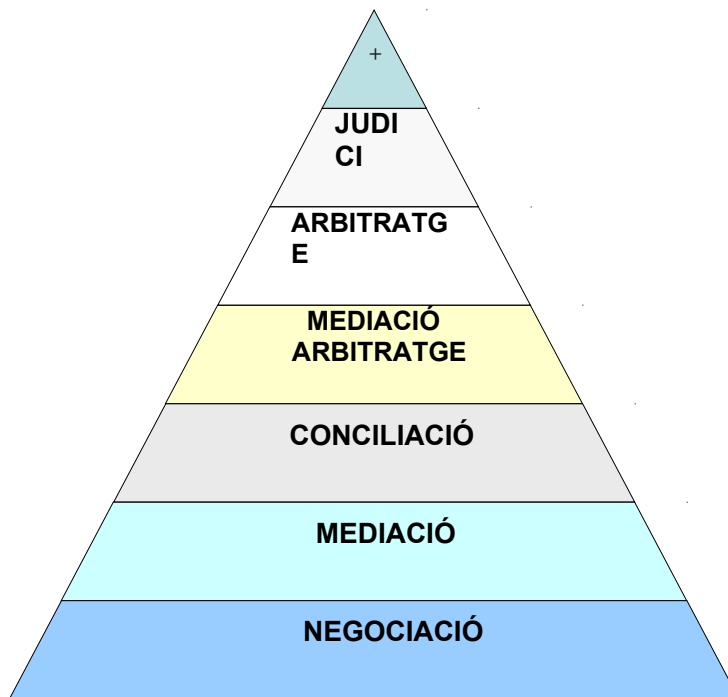 +
JUDI
CI
ARBITRATG
E
MEDIACIÓ
ARBITRATGE
CONCILIACIÓ
MEDIACIÓ
NEGOCIACIÓ